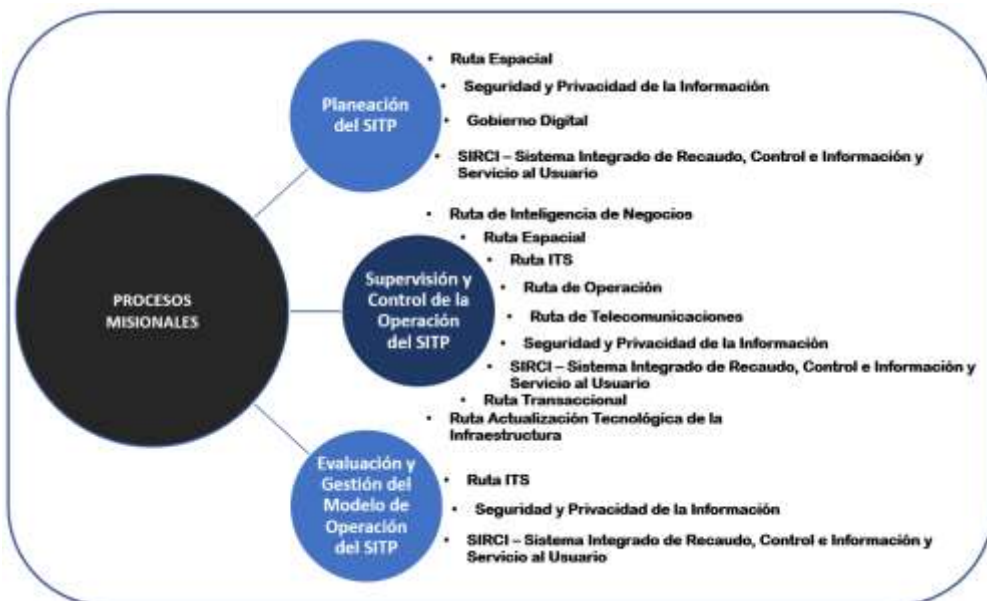 PROCESOS
MISIONALES
Planeación
del SITP
• Ruta Espacial
• Seguridad y Privacidad de la Información
• Gobierno Digital
• SIRCI – Sistema Integrado de Recaudo, Control e Información y
Servicio al Usuario
Supervisión y
Control de la
Operación
del SITP
• Ruta de Inteligencia de Negocios
• Ruta Espacial
• Ruta ITS
• Ruta de Operación
• Ruta de Telecomunicaciones
• Seguridad y Privacidad de la Información
• SIRCI – Sistema Integrado de Recaudo, Control e Información y
Servicio al Usuario
• Ruta Transaccional
• Ruta Actualización Tecnológica de la
Infraestructura
Evaluación y
Gestión del
Modelo de
Operación
del SITP
• Ruta ITS
• Seguridad y Privacidad de la Información
• SIRCI – Sistema Integrado de Recaudo, Control e Información y
Servicio al Usuario